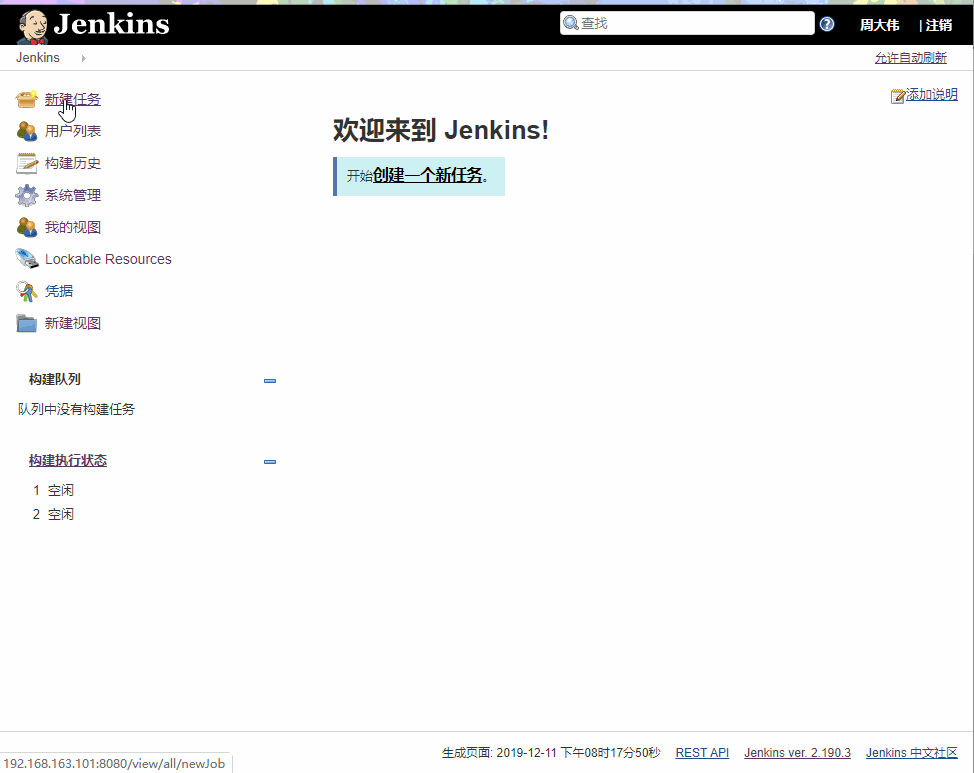 Jenkins
查找
周大伟
| 注销
Jenkins
允许自动刷新
新建任务
用户列表
构建历史
系统管理
我的视图
Lockable Resources
凭据
新建视图
添加说明
欢迎来到 Jenkins!
开始创建一个新任务。
构建队列
队列中没有构建任务
构建执行状态
1 空闲
2 空闲
生成页面: 2019-12-11 下午08时17分50秒 REST API Jenkins ver. 2.190.3 Jenkins 中文社区
192.168.163.101:8080/view/all/newJob